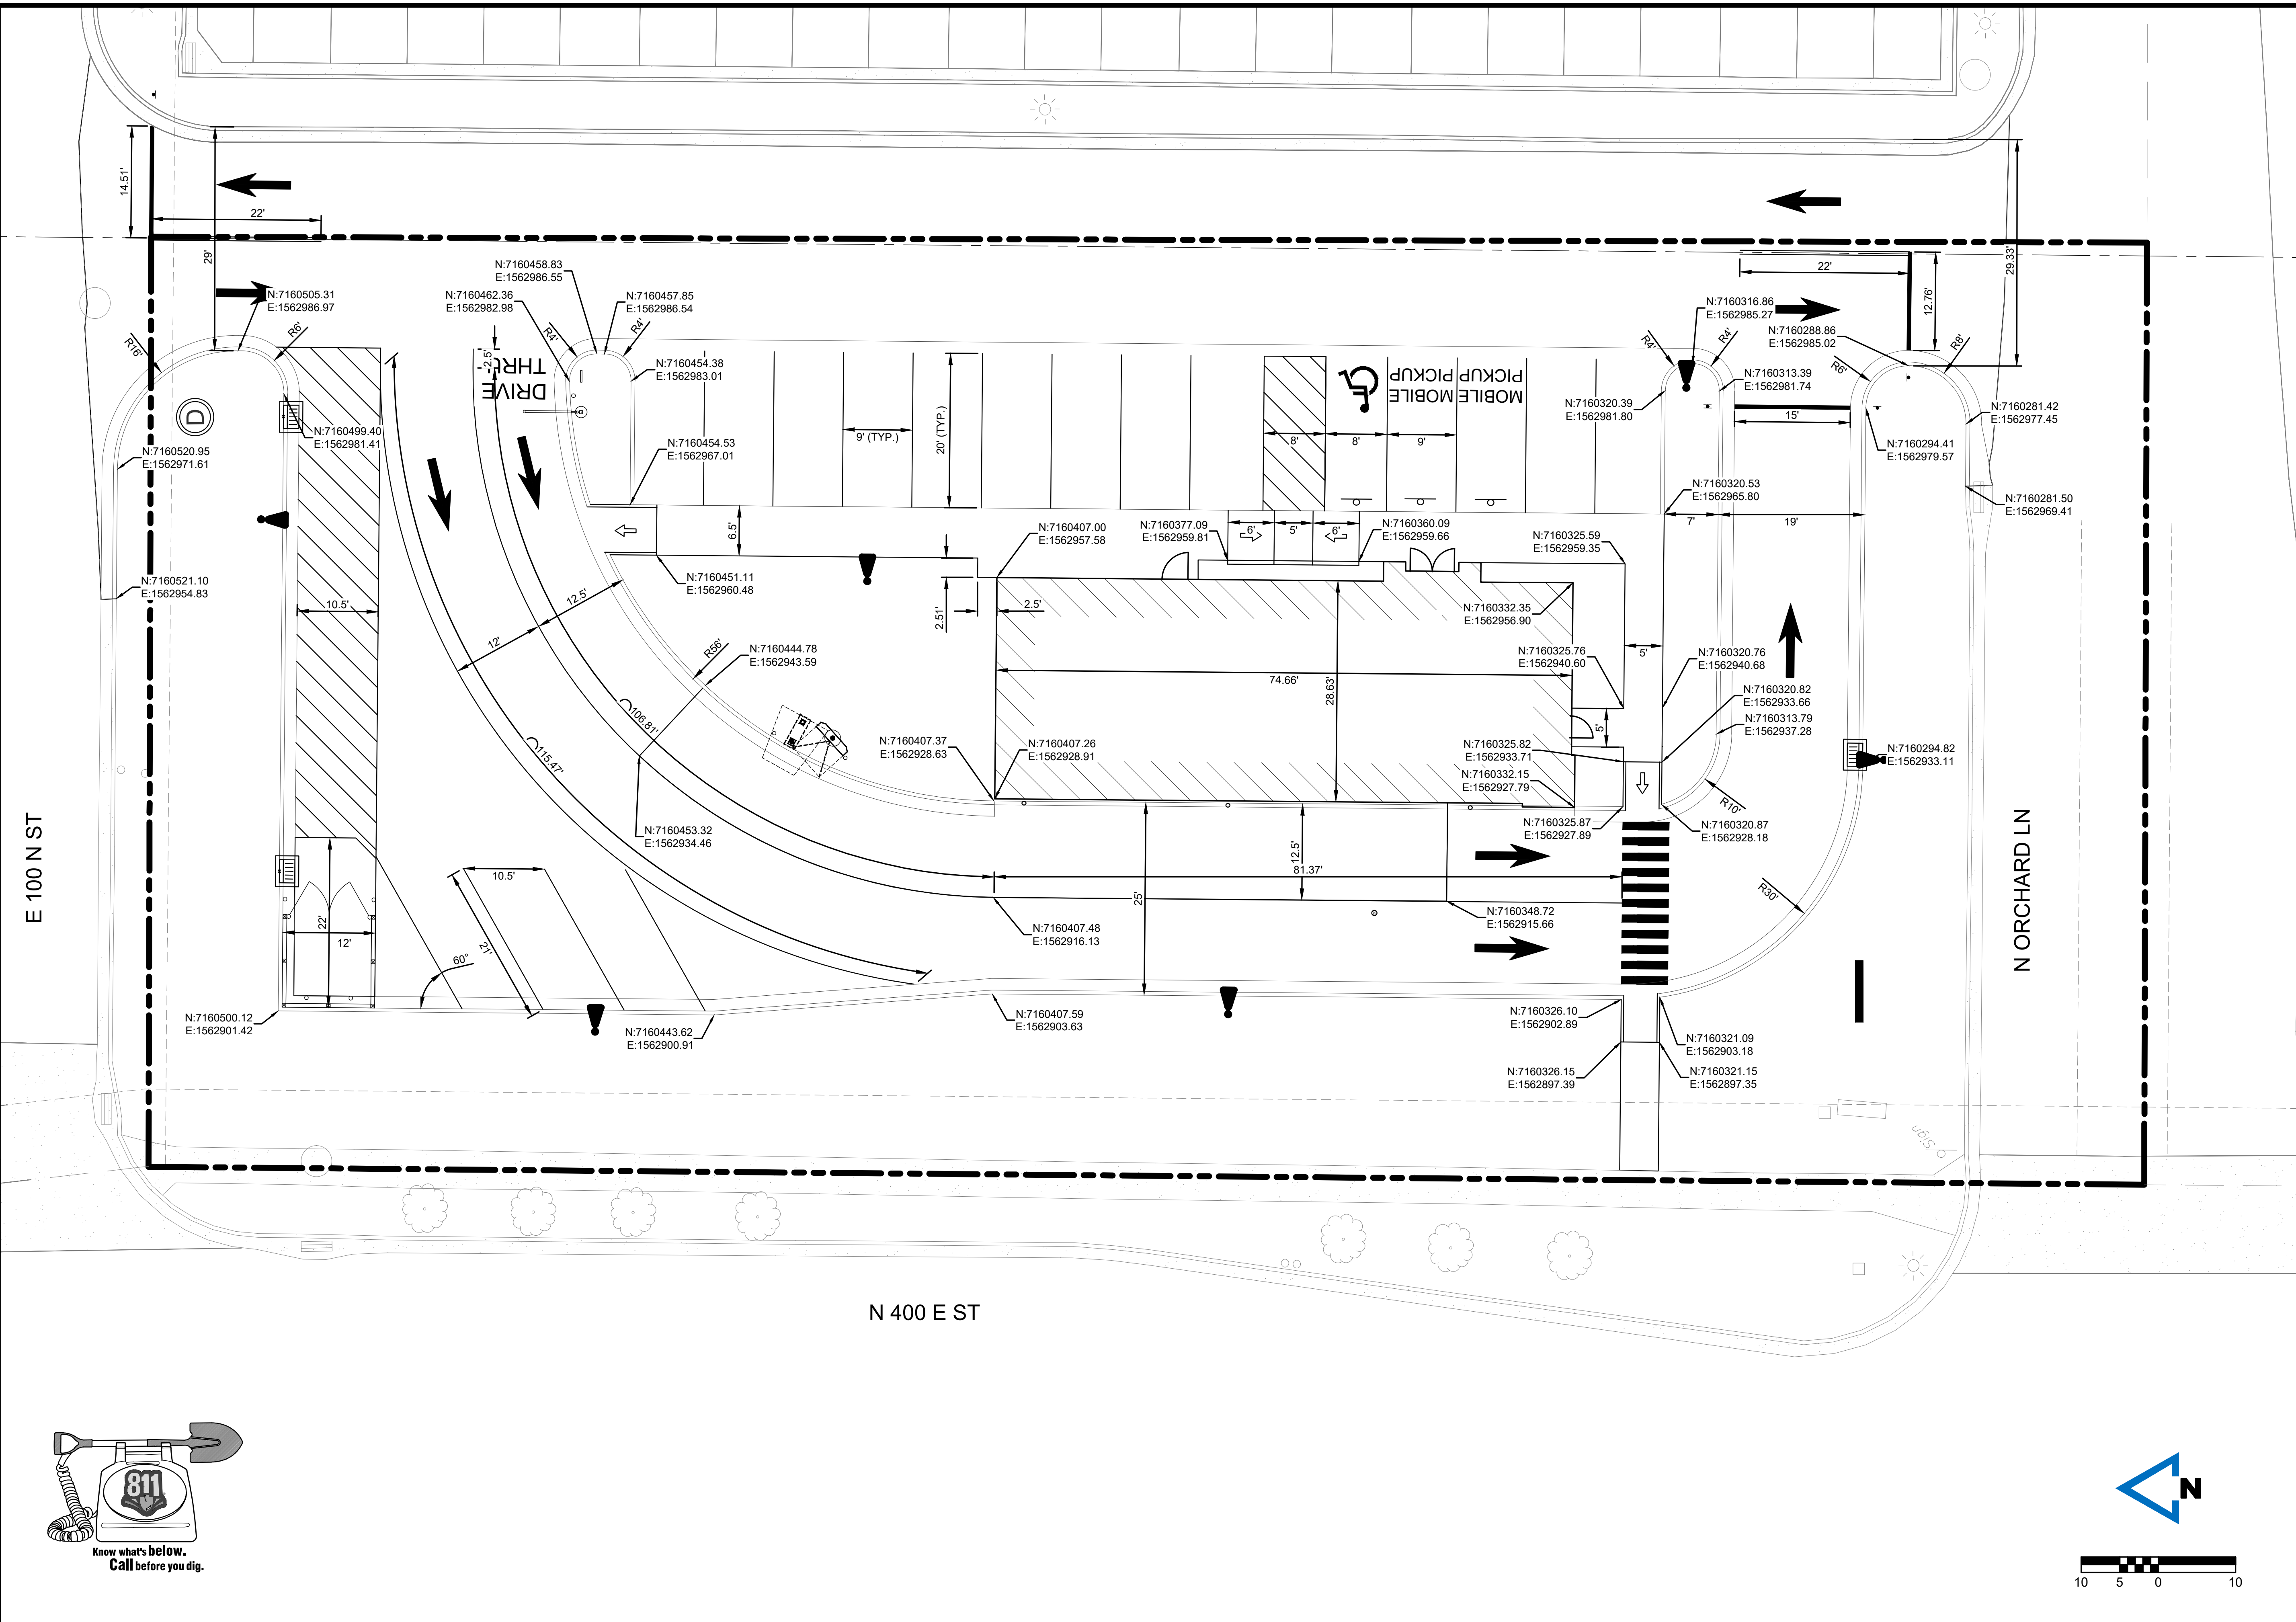 14.51'
22'
29'
N:7160458.83
E:1562986.55
N:7160505.31
E:1562986.97
N:7160462.36
E:1562982.98
N:7160457.85
E:1562986.54
R16'
R6'
R4'
R4'
2.5'
DRIVE
THRU
N:7160454.38
E:1562983.01
D
N:7160499.40
E:1562981.41
N:7160454.53
E:1562967.01
N:7160520.95
E:1562971.61
9' (TYP.)
20' (TYP.)
8'
8'
9'
MOBILE
PICKUP
MOBILE
PICKUP
22'
12.76'
29.33'
N:7160316.86
E:1562985.27
N:7160288.86
E:1562985.02
R4'
R4'
R6'
R8'
N:7160313.39
E:1562981.74
N:7160320.39
E:1562981.80
15'
N:7160281.42
E:1562977.45
N:7160294.41
E:1562979.57
N:7160281.50
E:1562969.41
N:7160320.53
E:1562965.80
7'
19'
6.5'
N:7160407.00
E:1562957.58
N:7160377.09
E:1562959.81
6'
5'
6'
N:7160360.09
E:1562959.66
N:7160325.59
E:1562959.35
N:7160521.10
E:1562954.83
N:7160451.11
E:1562960.48
10.5'
12.5'
12'
2.51'
2.5'
N:7160332.35
E:1562956.90
R56'
N:7160444.78
E:1562943.59
74.66'
28.63'
N:7160325.76
E:1562940.60
5'
N:7160320.76
E:1562940.68
N:7160320.82
E:1562933.66
N:7160313.79
E:1562937.28
106.81'
115.47'
N:7160407.37
E:1562928.63
N:7160407.26
E:1562928.91
5'
N:7160325.82
E:1562933.71
N:7160332.15
E:1562927.79
N:7160294.82
E:1562933.11
R10'
N:7160325.87
E:1562927.89
N:7160320.87
E:1562928.18
N:7160453.32
E:1562934.46
E 100 N ST
N ORCHARD LN
10.5'
22'
12'
21'
60°
25'
12.5'
81.37'
R30'
N:7160348.72
E:1562915.66
N:7160407.48
E:1562916.13
N:7160500.12
E:1562901.42
N:7160443.62
E:1562900.91
N:7160407.59
E:1562903.63
N:7160326.10
E:1562902.89
N:7160321.09
E:1562903.18
N:7160326.15
E:1562897.39
N:7160321.15
E:1562897.35
Sign
N 400 E ST
811
Know what's below.
Call before you dig.
N
10 5 0 10